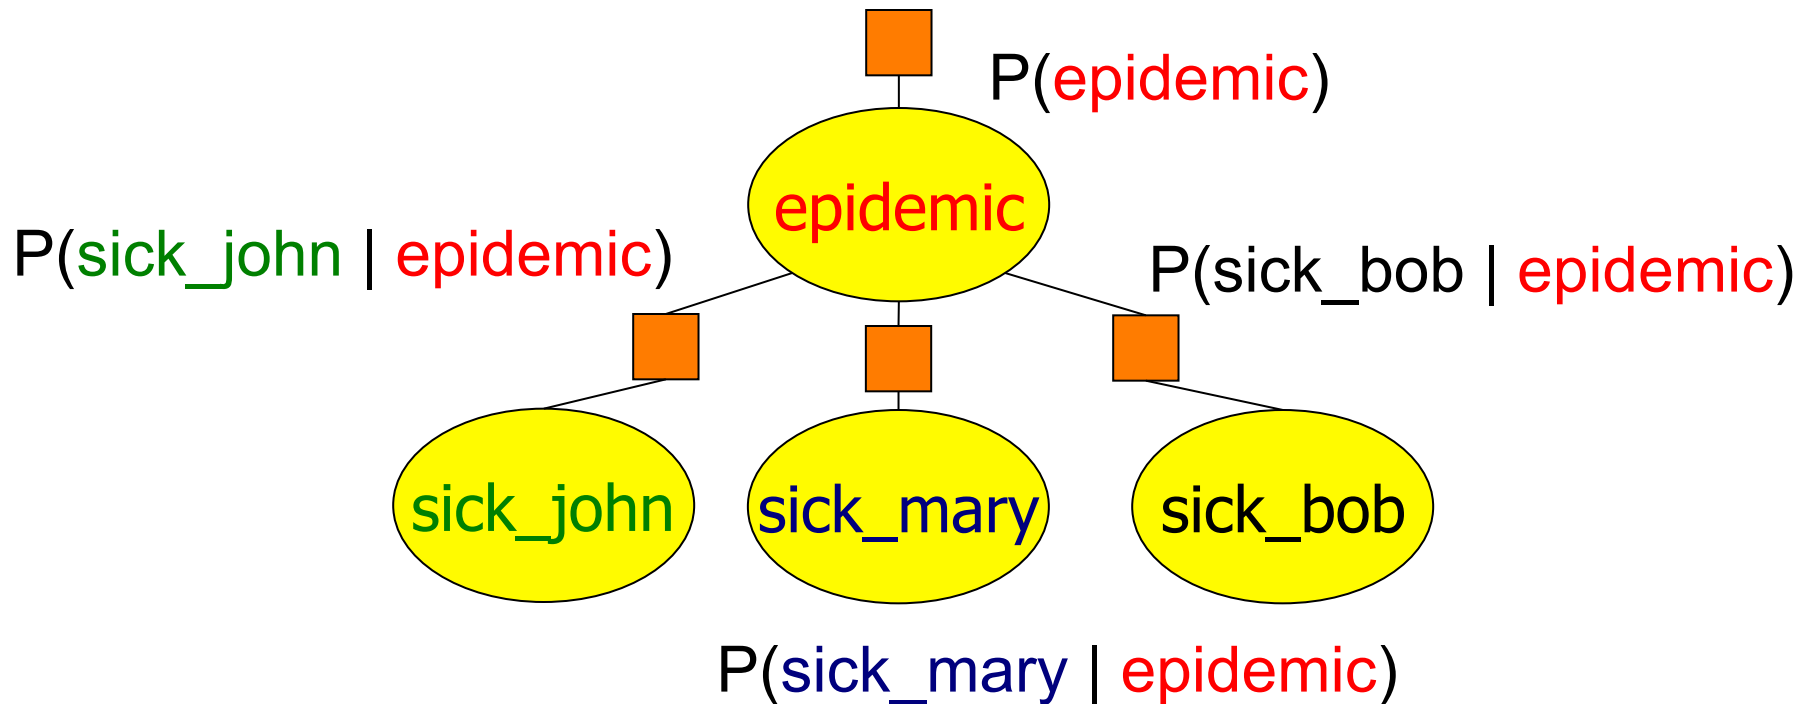 P(epidemic)
epidemic
P(sick_john | epidemic)
P(sick_bob | epidemic)
sick_john
sick_mary
sick_bob
P(sick_mary | epidemic)